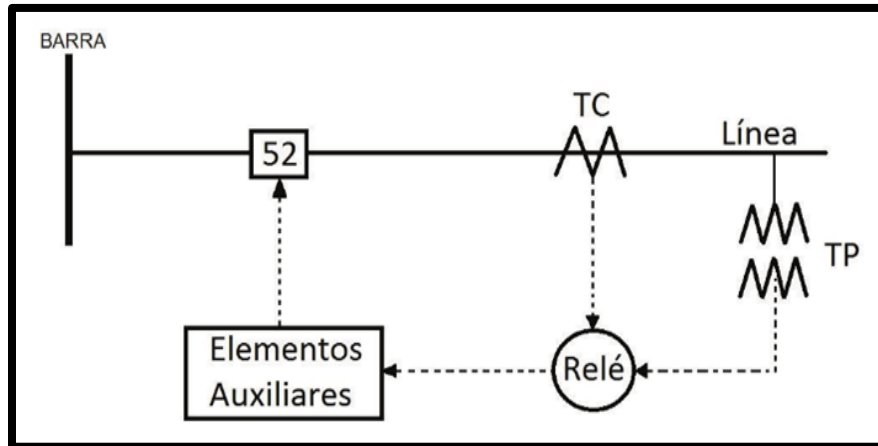 BARRA
TC
52
Línea
TP
Elementos
Auxiliares
Relé